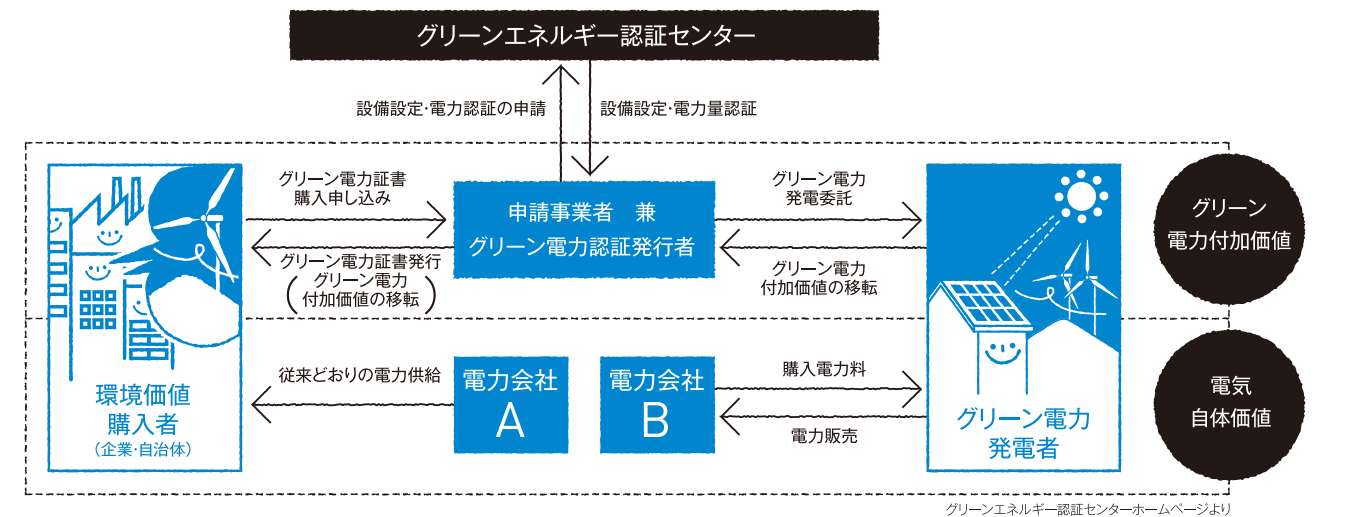 グリーンエネルギー認証センター
設備設定・電力認証の申請
設備設定・電力量認証
グリーン電力証書
購入申し込み
グリーン電力証書発行
グリーン電力
付加価値の移転
申請事業者　兼
グリーン電力認証発行者
グリーン電力
発電委託
グリーン電力
付加価値の移転
グリーン
電力付加価値
環境価値
購入者
（企業・自治体）
従来どおりの電力供給
電力会社
A
電力会社
B
購入電力料
電力販売
グリーン電力
発電者
電気
自体価値
グリーンエネルギー認証センターホームページより